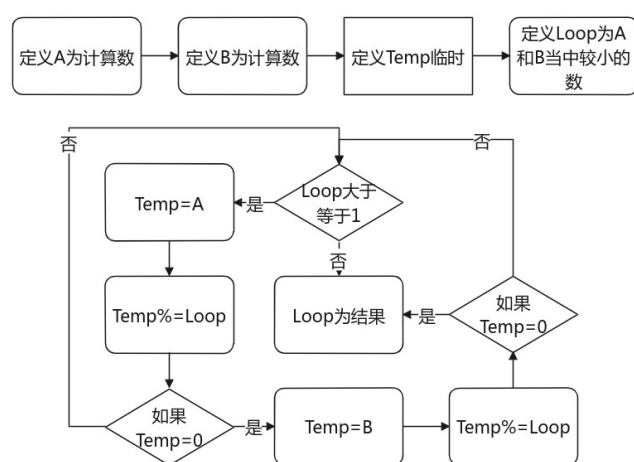 定义A为计算数
定义B为计算数
定义Temp临时
定义Loop为A
和B当中较小的
数
否
否
Loop大于
等于1
是
Temp=A
否
Temp%=Loop
Loop为结果
是
如果
Temp=0
如果
Temp=0
是
Temp=B
Temp%=Loop